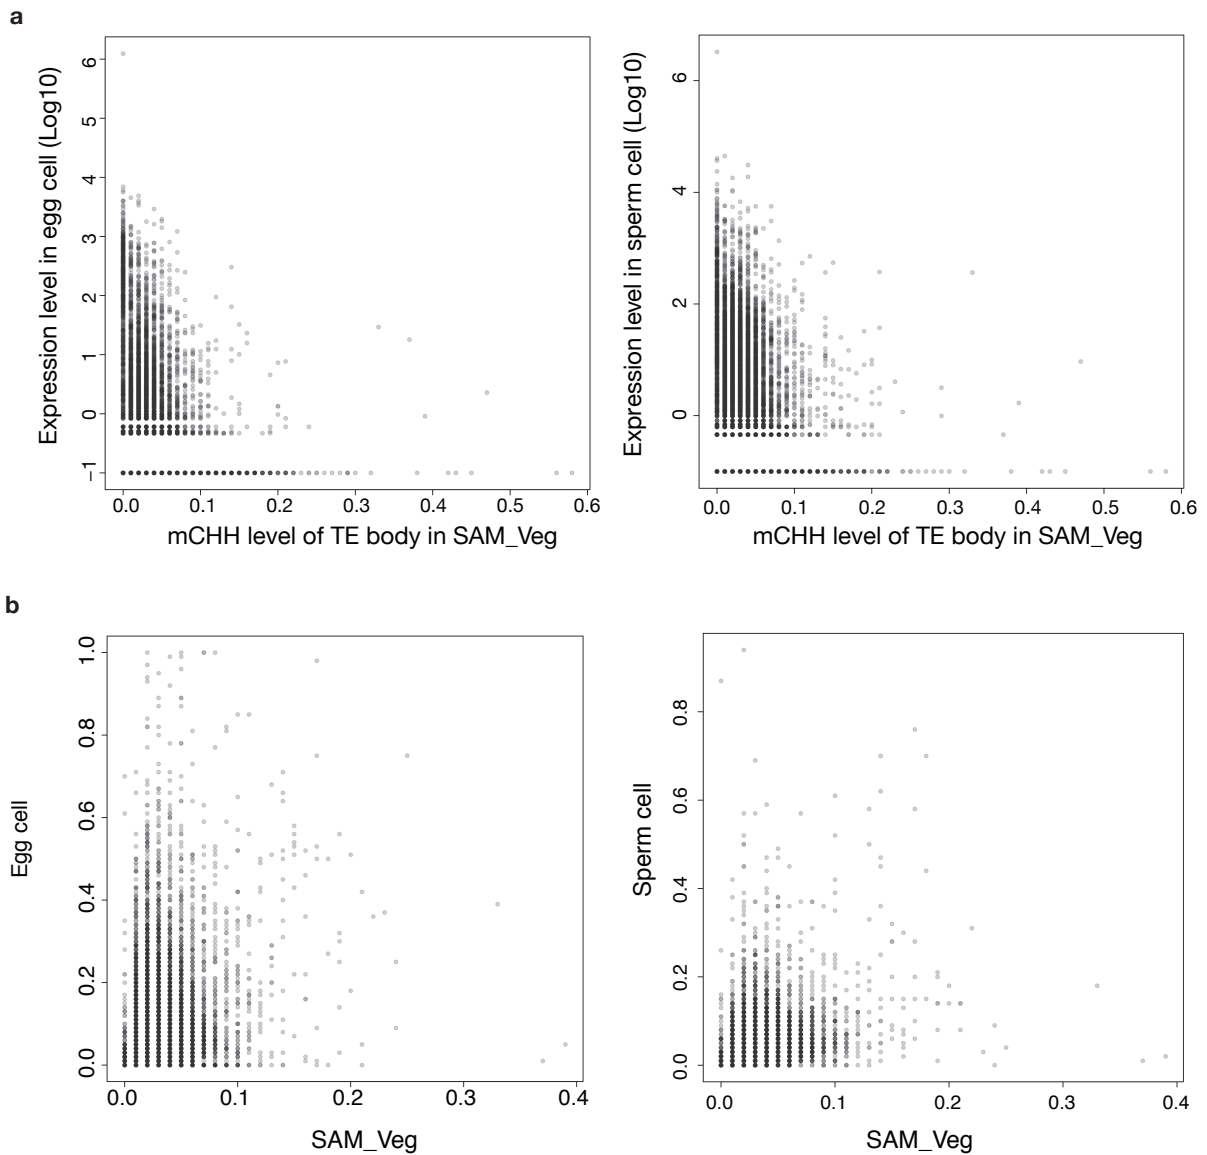 a
Expression level in egg cell (Log10)
6
5
4
3
2
1
0
−1
0.0 0.1 0.2 0.3 0.4 0.5 0.6
mCHH level of TE body in SAM_Veg
Expression level in sperm cell (Log10)
6
4
2
0
0.0 0.1 0.2 0.3 0.4 0.5 0.6
mCHH level of TE body in SAM_Veg
b
Egg cell
1.0
0.8
0.6
0.4
0.2
0.0
0.0 0.1 0.2 0.3 0.4
SAM_Veg
Sperm cell
0.8
0.6
0.4
0.2
0.0
0.0 0.1 0.2 0.3 0.4
SAM_Veg